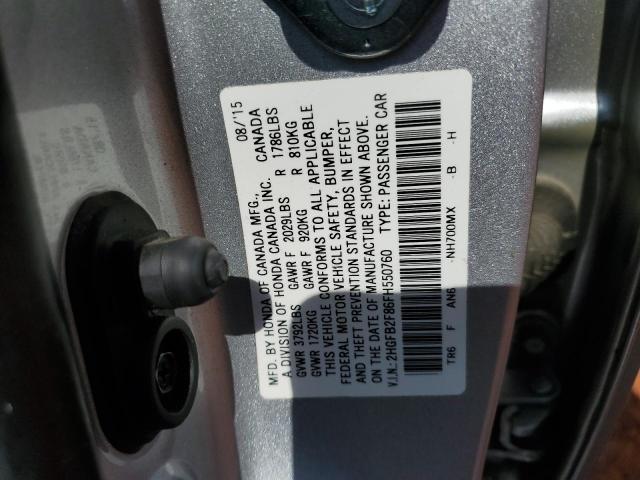 MFD. BY HONDA OF CANADA MFG., 08/'15
A DIVISION OF HONDA CANADA INC. CANADA
GVWR 3792LBS GAWR F 2029LBS R 1786LBS
GVWR 1720KG GAWR F 920KG R 810KG
THIS VEHICLE CONFORMS TO ALL APPLICABLE
FEDERAL MOTOR VEHICLE SAFETY, BUMPER,
AND THEFT PREVENTION STANDARDS IN EFFECT
ON THE DATE OF MANUFACTURE SHOWN ABOVE.
V.I.N.: 2HGFB2F86FH550760 TYPE: PASSENGER CAR
TR6 F AN6 -NH700MX -B -H